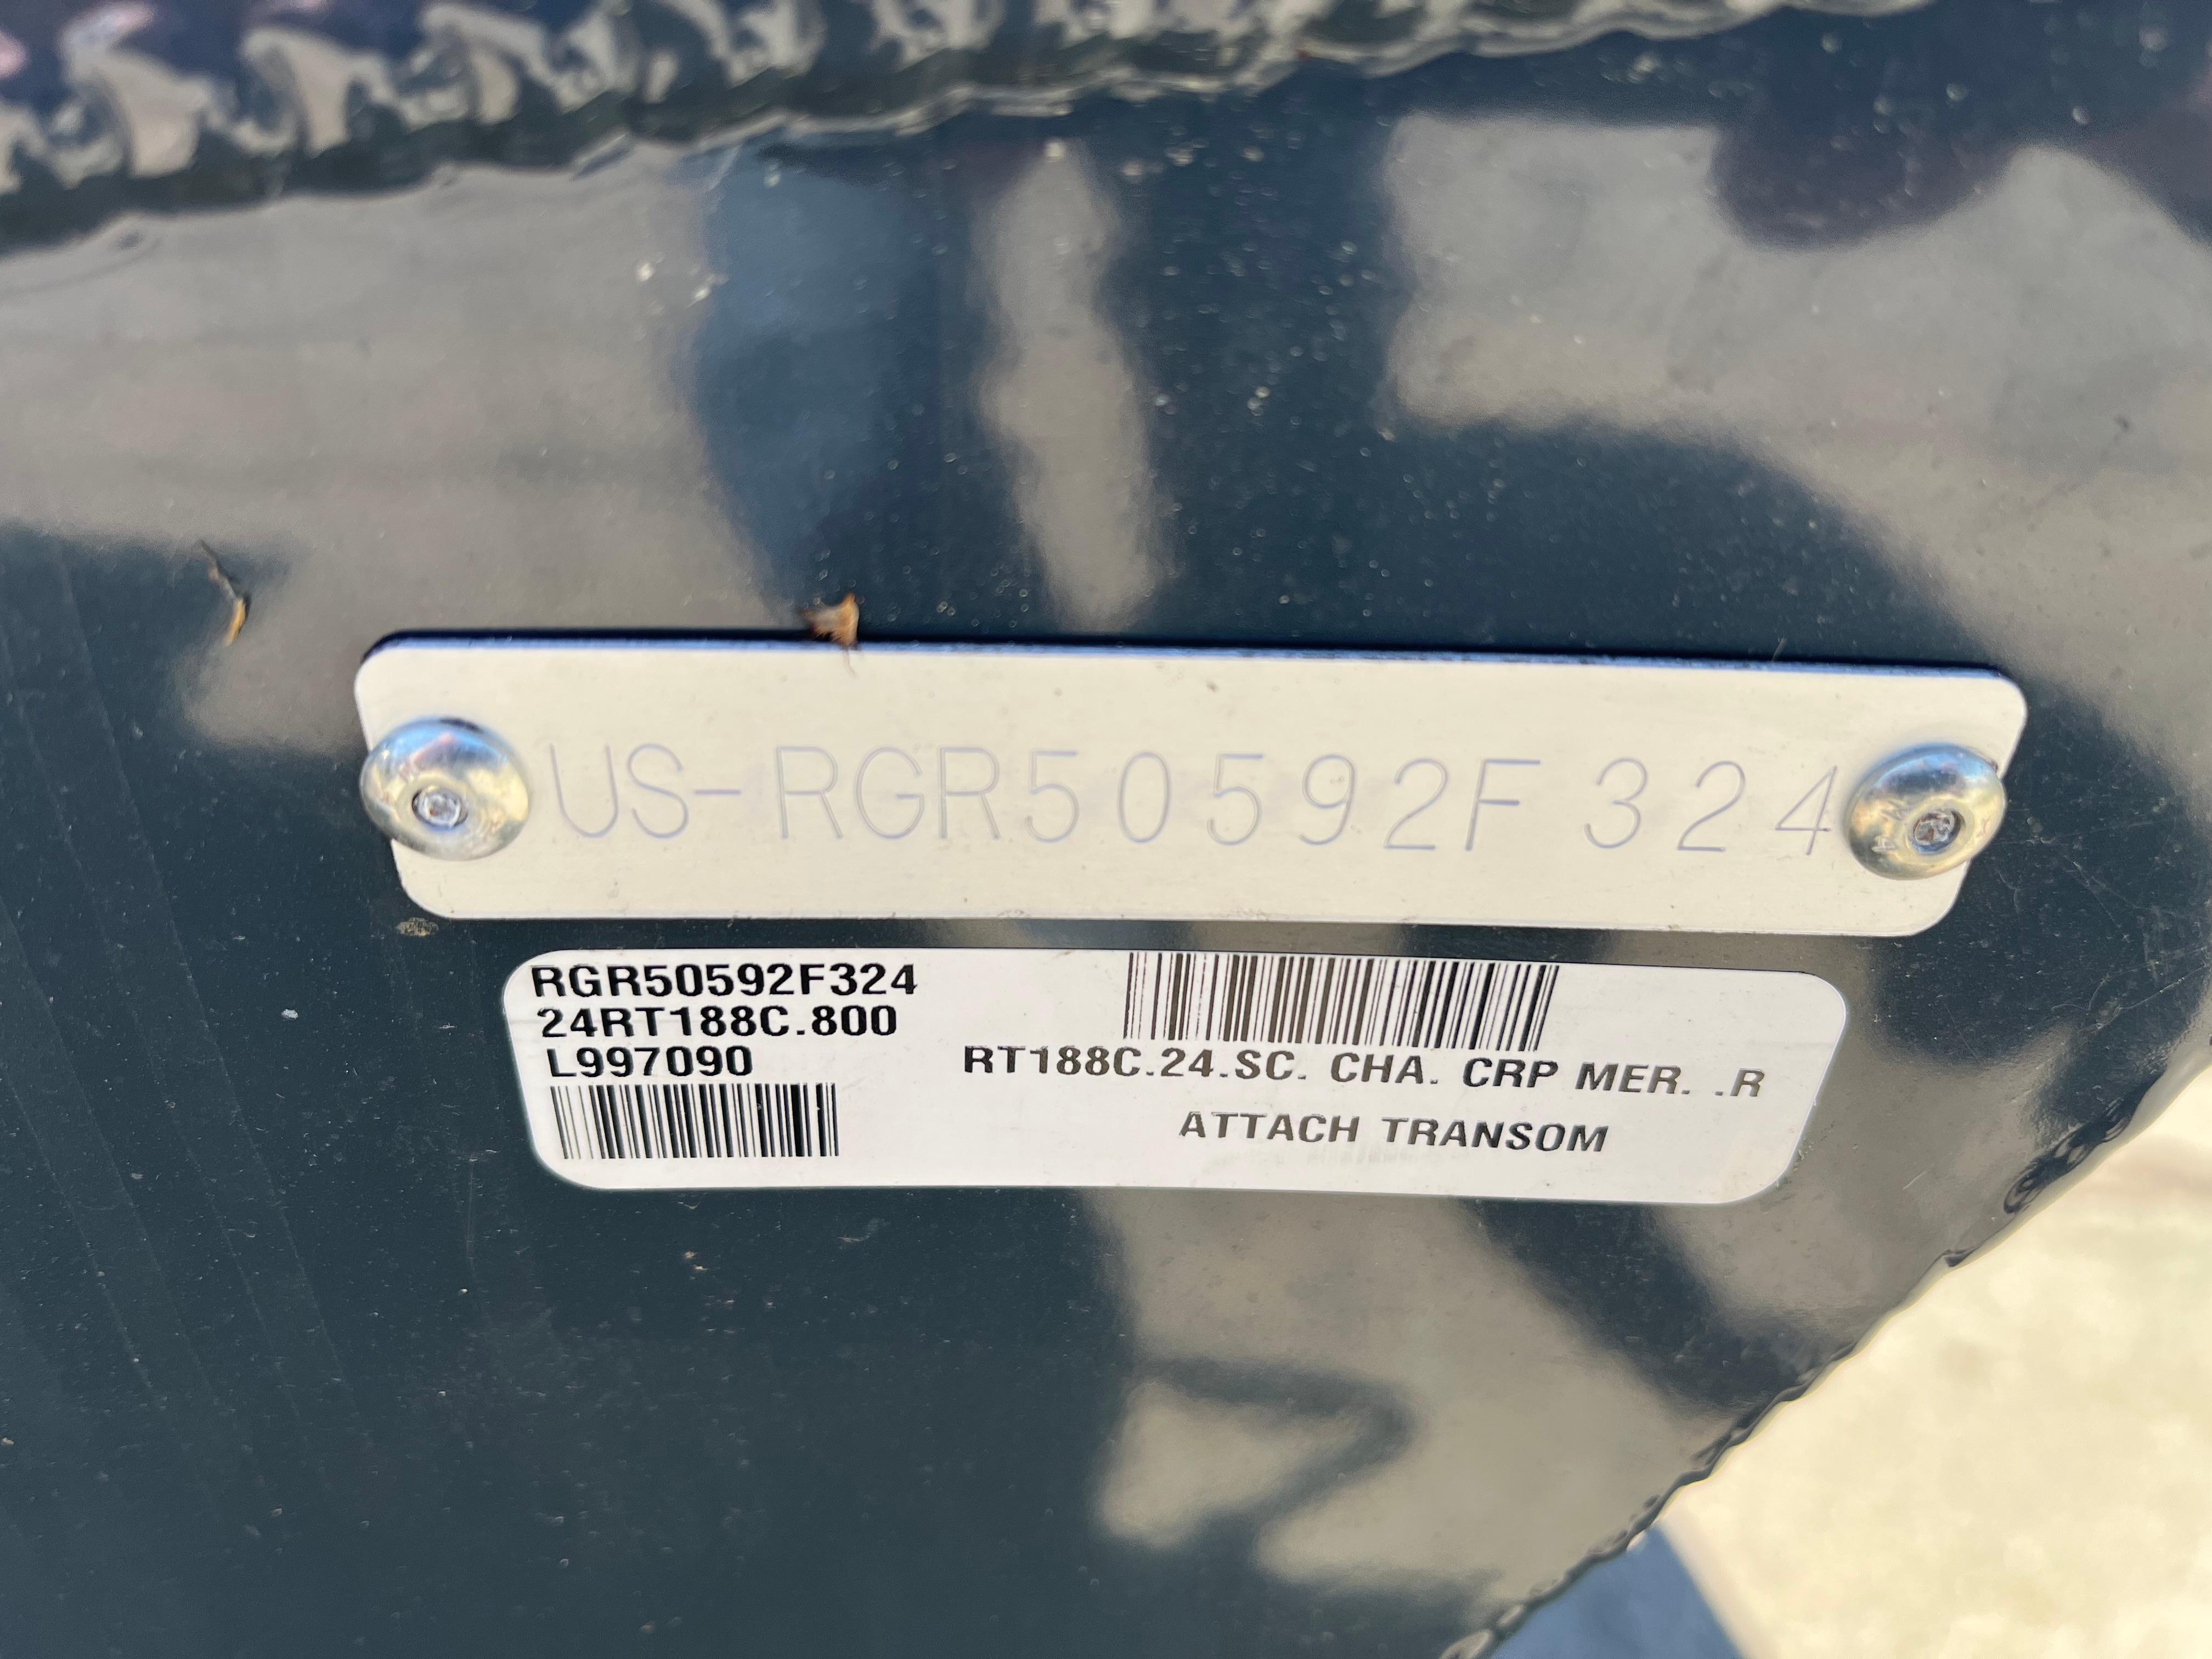 US-RGR50592F324
RGR50592F324
24RT188C.800
L997090
RT188C.24.SC. CHA. CRP MER. .R
ATTACH TRANSOM